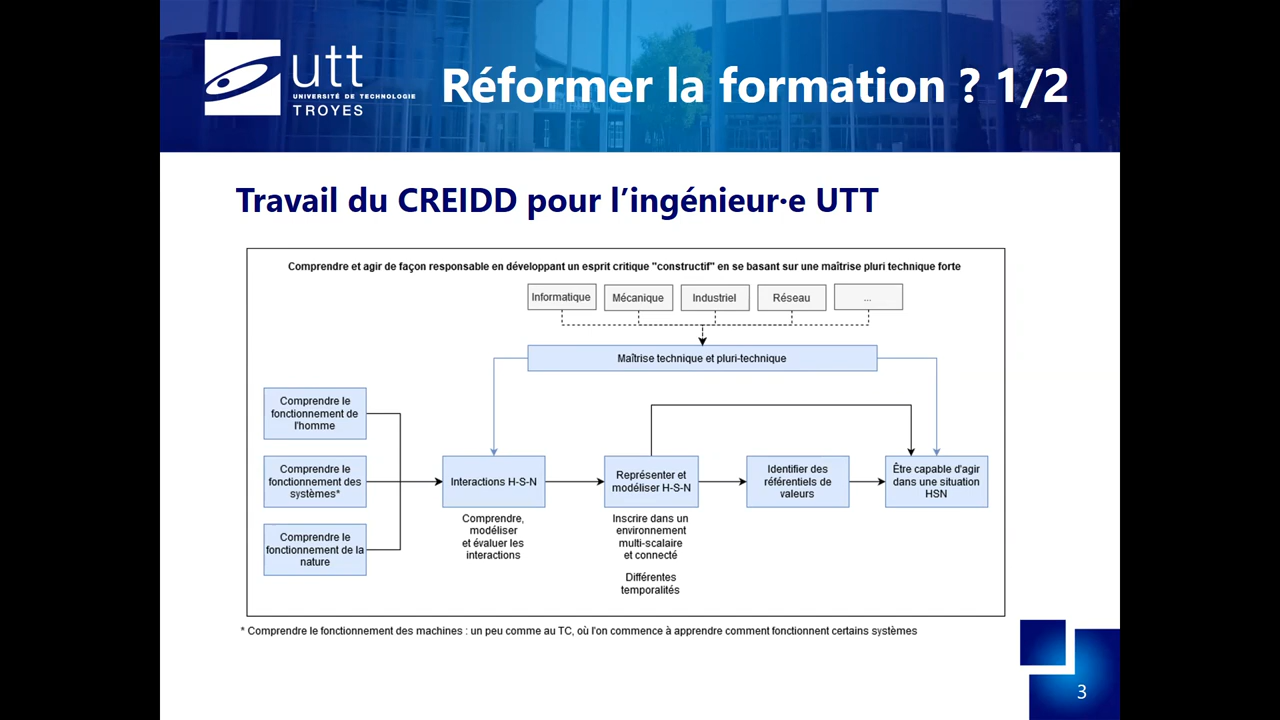 utt
UNIVERSITÉ DE TECHNOLOGIE
TROYES
Réformer la formation ? 1/2
Travail du CREIDD pour l’ingénieur·e UTT
Comprendre et agir de façon responsable en développant un esprit critique "constructif" en se basant sur une maîtrise pluri technique forte
Informatique
Mécanique
Industriel
Réseau
...
Maîtrise technique et pluri-technique
Comprendre le
fonctionnement de
l'homme
Comprendre le
fonctionnement des
systèmes*
Comprendre le
fonctionnement de la
nature
Interactions H-S-N
Comprendre,
modéliser
et évaluer les
interactions
Représenter et
modéliser H-S-N
Inscrire dans un
environnement
multi-scalaire
et connecté
Différentes
temporalités
Identifier des
référentiels de
valeurs
Être capable d'agir
dans une situation
HSN
* Comprendre le fonctionnement des machines : un peu comme au TC, où l'on commence à apprendre comment fonctionnent certains systèmes
3